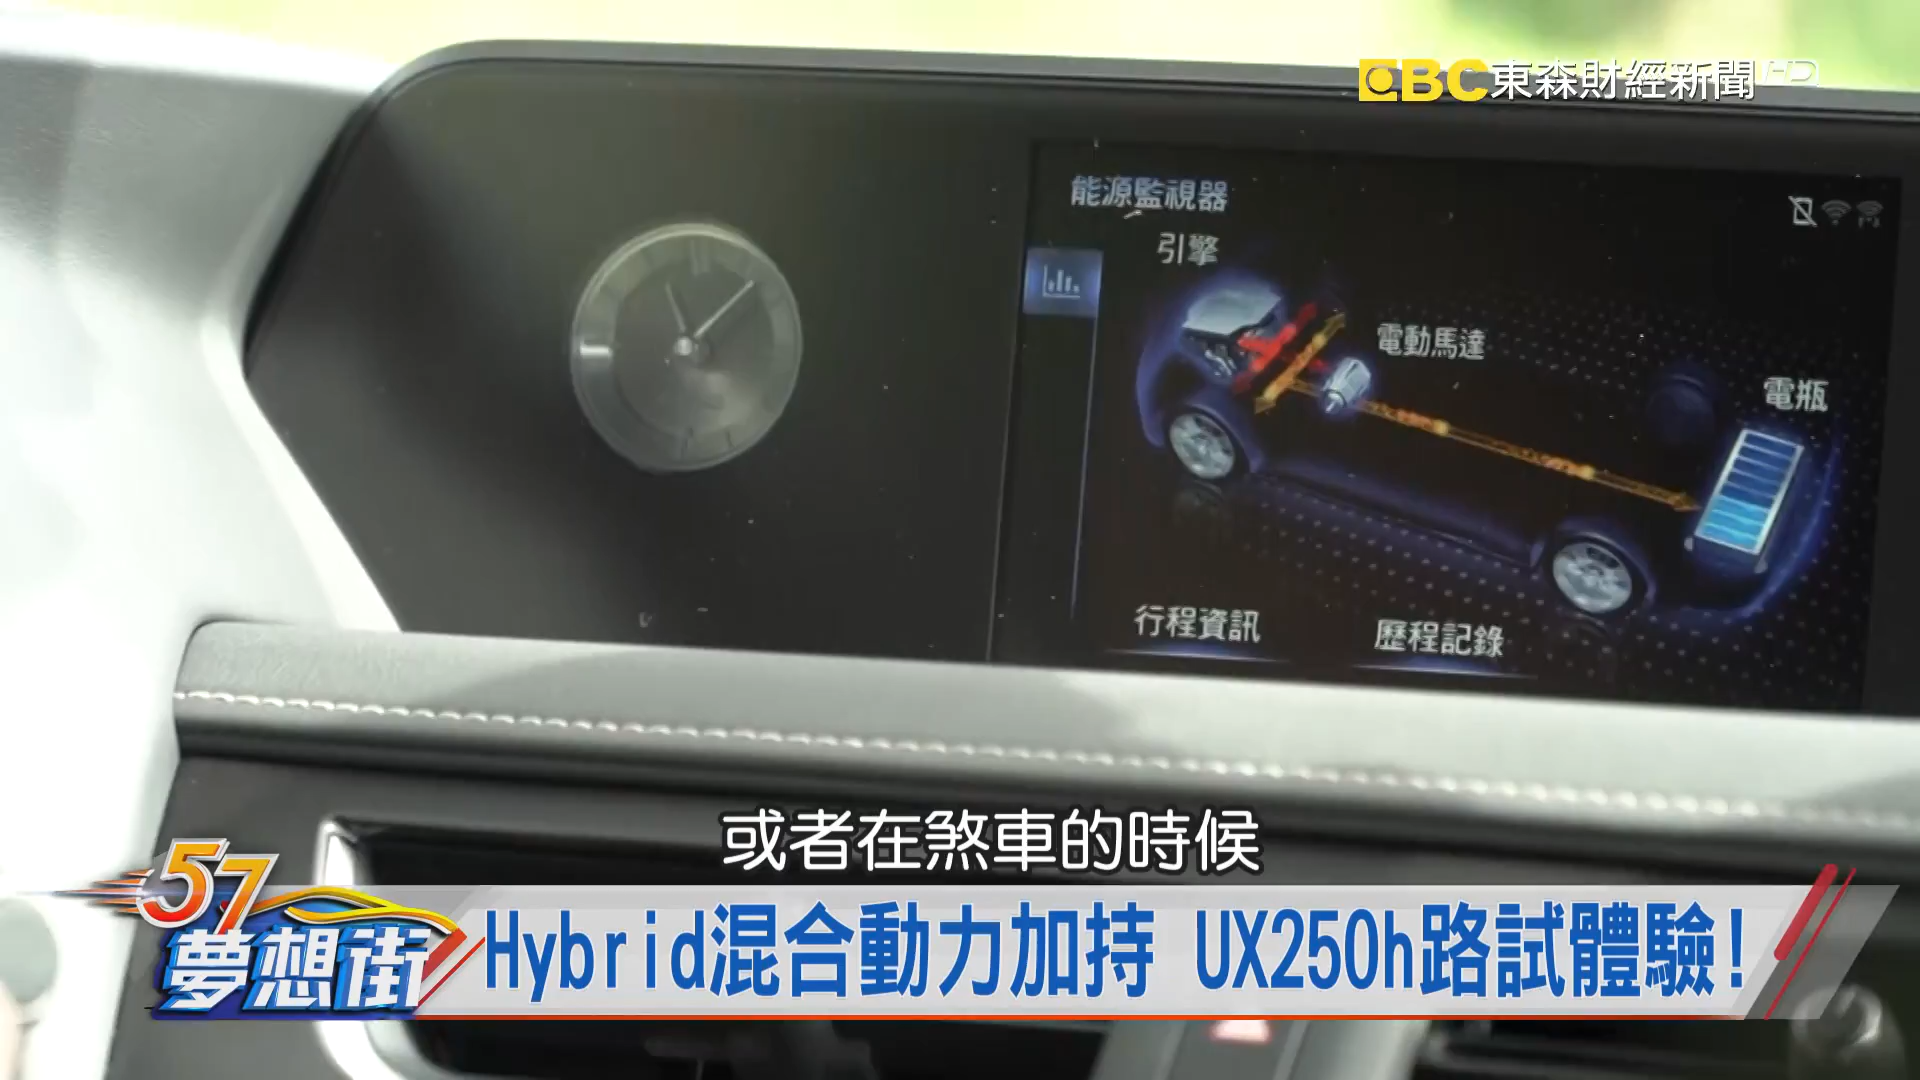 EBC東森財經新聞HD
能源監視器
引擎
電動馬達
電瓶
行程資訊
歷程記錄
或者在煞車的時候
57
夢想街
Hybrid混合動力加持 UX250h路試體驗!